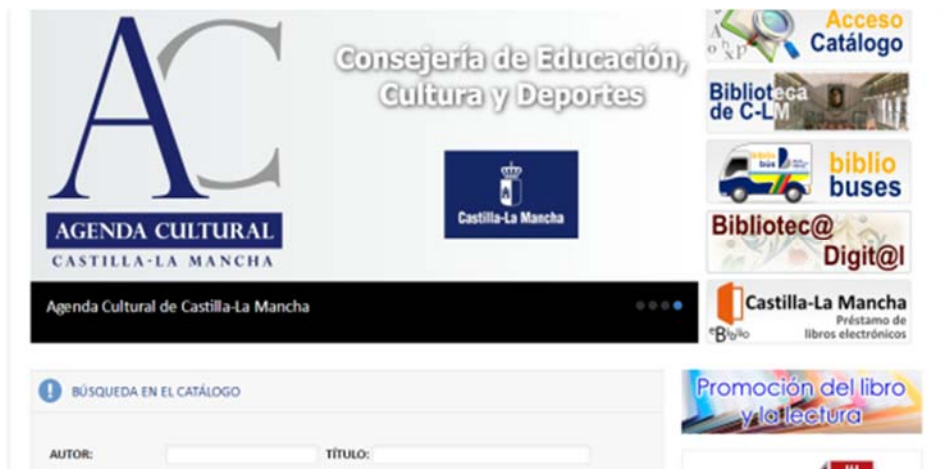 AC
Consejería de Educación,
Cultura y Deportes
Castilla-La Mancha
AGENDA CULTURAL
CASTILLA-LA MANCHA
Agenda Cultural de Castilla-La Mancha
Acceso
Catálogo
Biblioteca
de C-LM
biblio
buses
Bibliotec@
Digit@l
Castilla-La Mancha
Préstamo de
eBiblio libros electrónicos
BÚSQUEDA EN EL CATÁLOGO
Promoción del libro
y la lectura
AUTOR: TÍTULO: